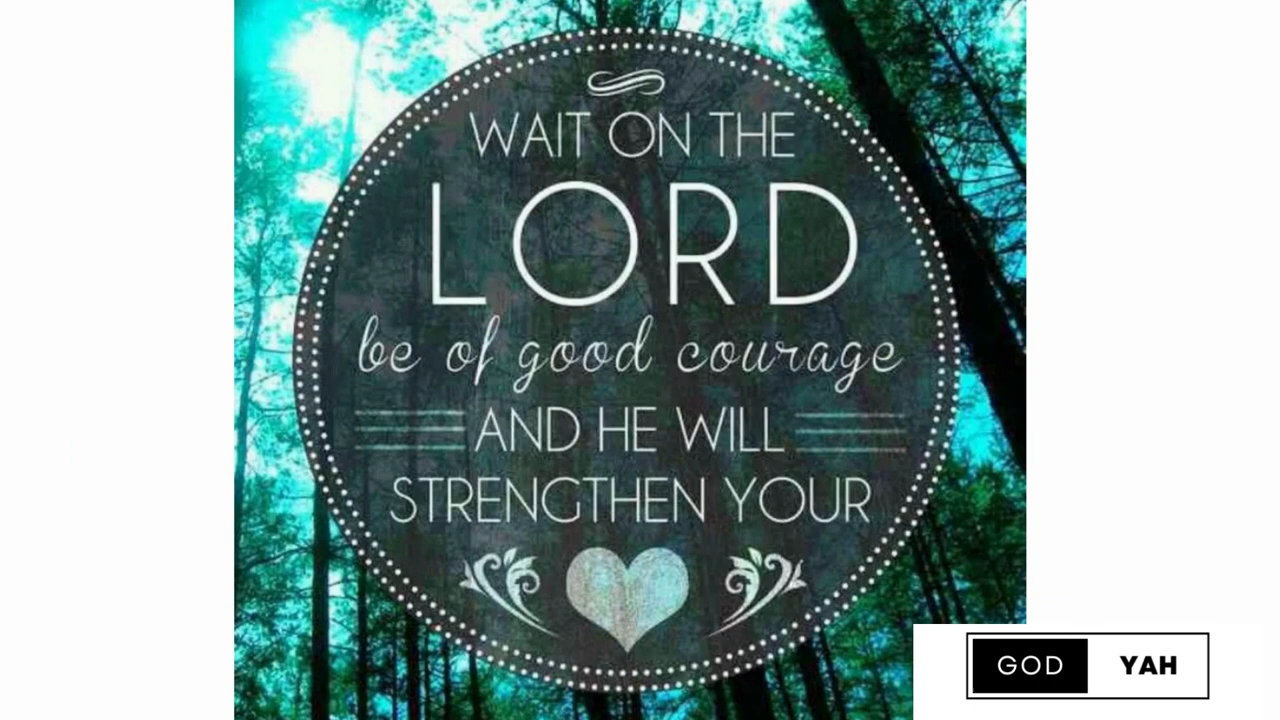 WAIT ON THE
LORD
be of good courage
AND HE WILL
STRENGTHEN YOUR
GOD YAH